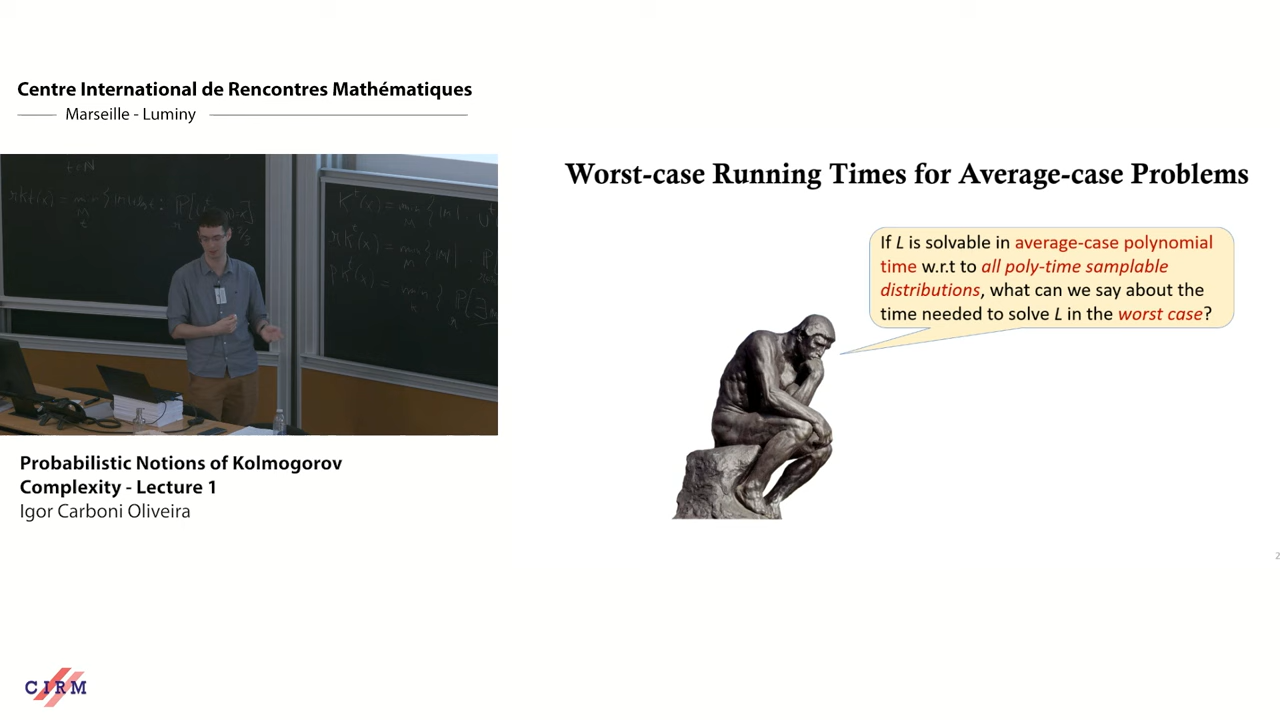 Centre International de Rencontres Mathématiques
Marseille - Luminy
Worst-case Running Times for Average-case Problems
If L is solvable in average-case polynomial
time w.r.t to all poly-time samplable
distributions, what can we say about the
time needed to solve L in the worst case?
Probabilistic Notions of Kolmogorov
Complexity - Lecture 1
Igor Carboni Oliveira
2
CIRM